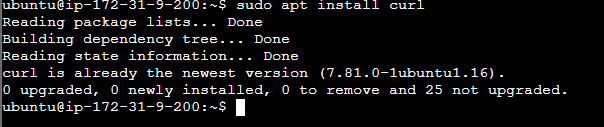 ubuntu@ip-172-31-9-200:~$ sudo apt install curl
Reading package lists... Done
Building dependency tree... Done
Reading state information... Done
curl is already the newest version (7.81.0-1ubuntu1.16).
0 upgraded, 0 newly installed, 0 to remove and 25 not upgraded.
ubuntu@ip-172-31-9-200:~$